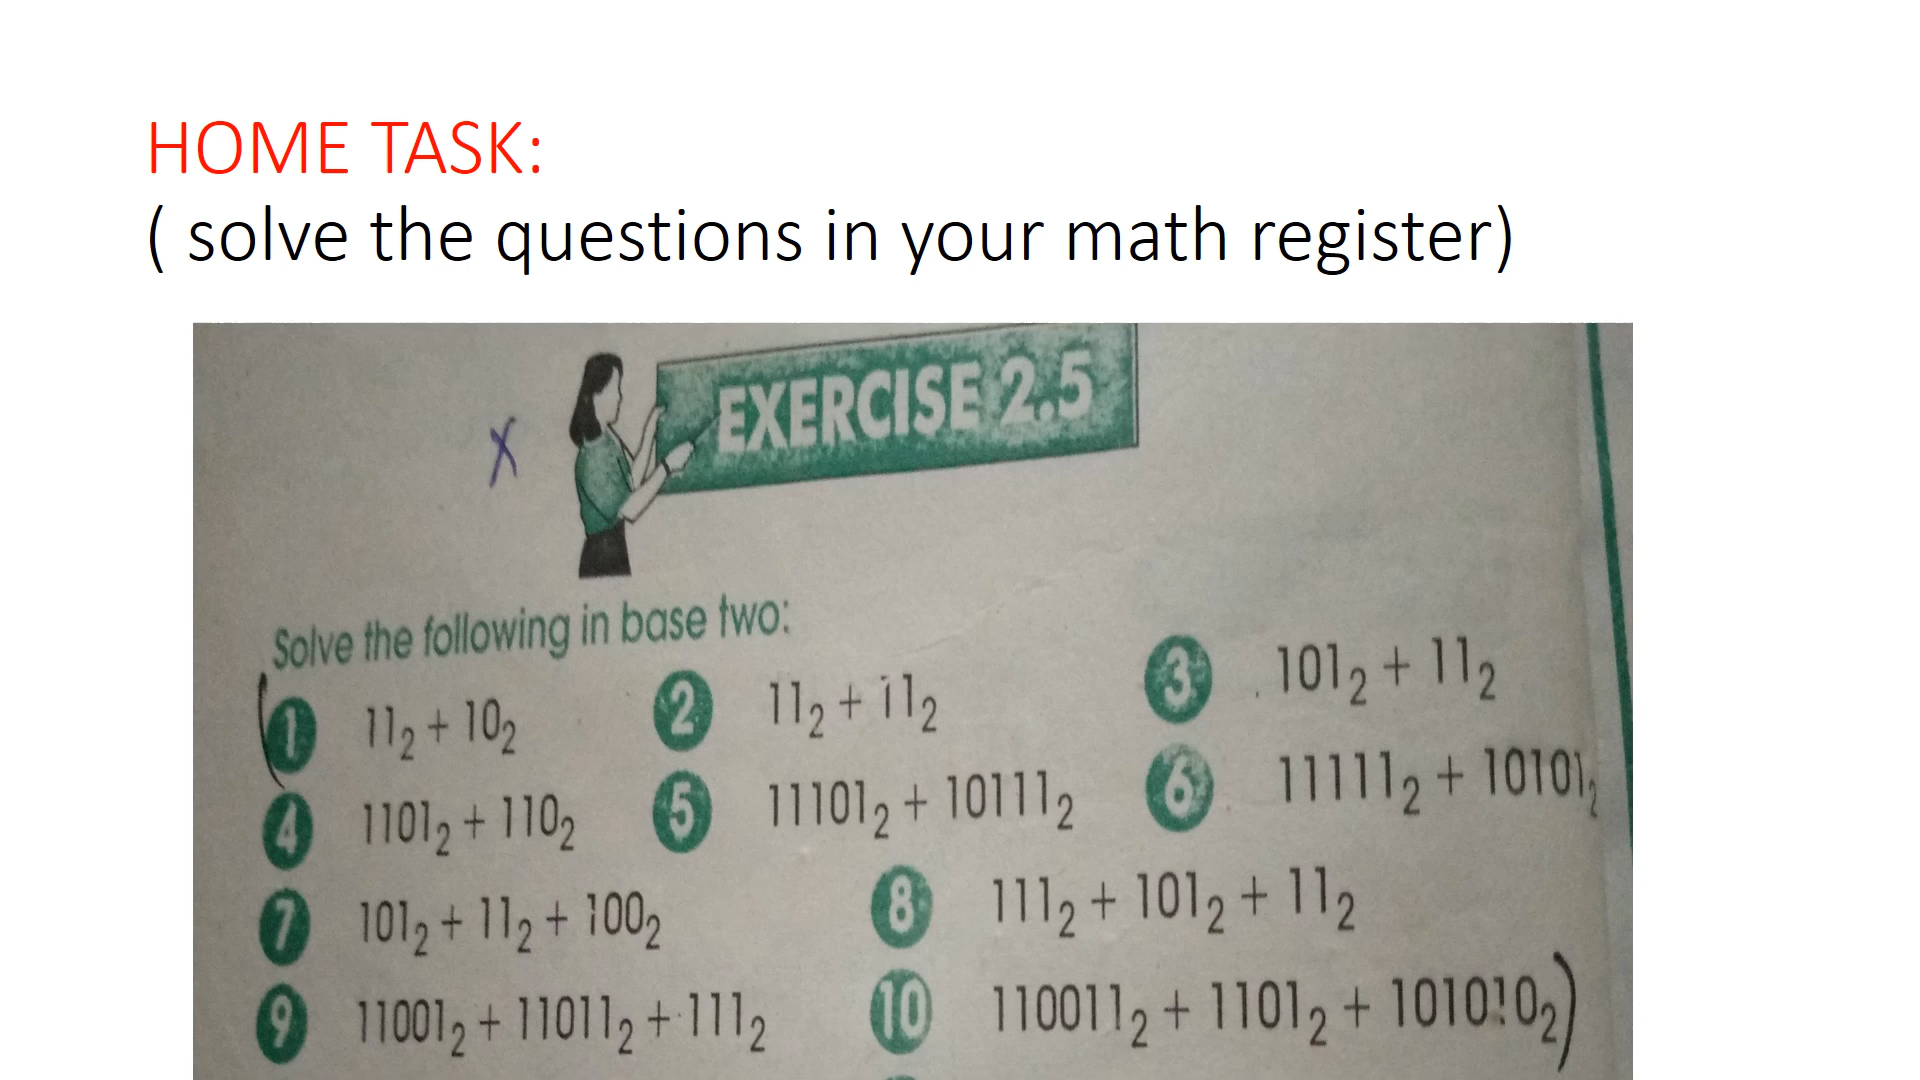 HOME TASK:
( solve the questions in your math register)
X
EXERCISE 2.5
Solve the following in base two:
1 11₂ + 10₂ 2 11₂ + 11₂ 3 101₂ + 11₂
4 1101₂ + 110₂ 5 11101₂ + 10111₂ 6 11111₂ + 10101₂
7 101₂ + 11₂ + 100₂ 8 111₂ + 101₂ + 11₂
9 11001₂ + 11011₂ + 111₂ 10 110011₂ + 1101₂ + 101010₂)